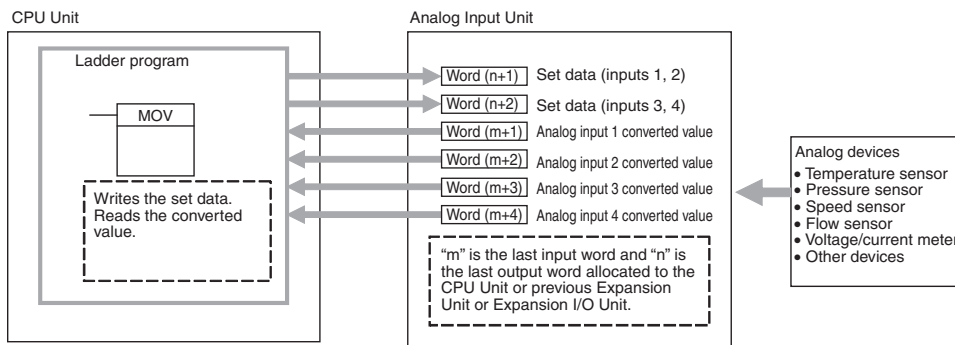 CPU Unit
Analog Input Unit
Ladder program
MOV
Writes the set data.
Reads the converted
value.
Word (n+1) Set data (inputs 1, 2)
Word (n+2) Set data (inputs 3, 4)
Word (m+1) Analog input 1 converted value
Word (m+2) Analog input 2 converted value
Word (m+3) Analog input 3 converted value
Word (m+4) Analog input 4 converted value
“m” is the last input word and “n” is
the last output word allocated to the
CPU Unit or previous Expansion
Unit or Expansion I/O Unit.
Analog devices
• Temperature sensor
• Pressure sensor
• Speed sensor
• Flow sensor
• Voltage/current meter
• Other devices